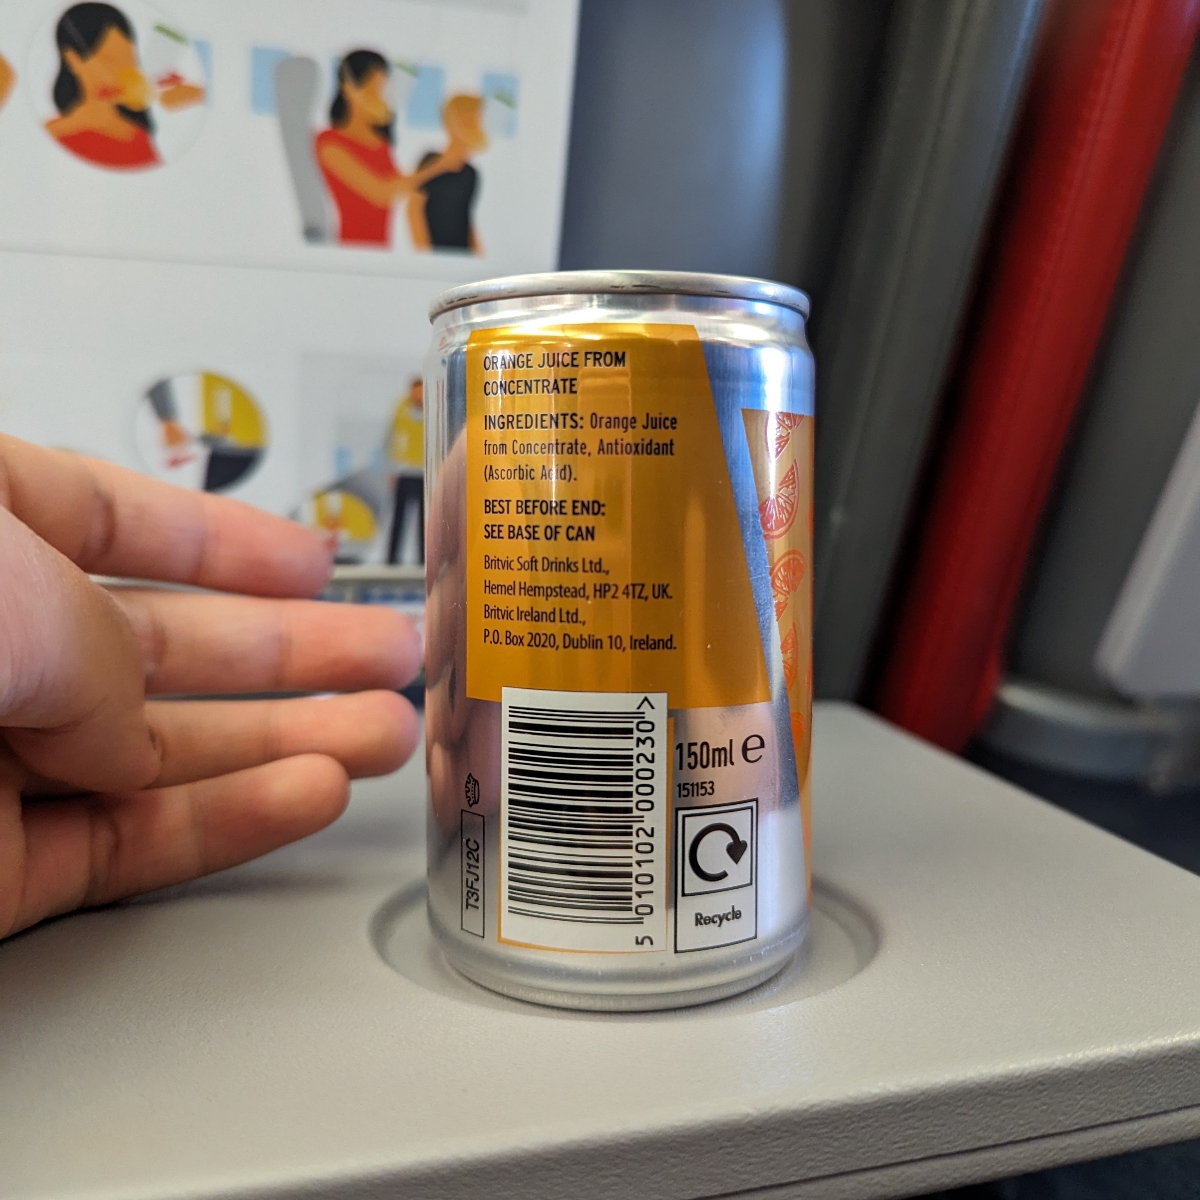 ORANGE JUICE FROM
CONCENTRATE
INGREDIENTS: Orange Juice
from Concentrate, Antioxidant
(Ascorbic Acid).
BEST BEFORE END:
SEE BASE OF CAN
Britvic Soft Drinks Ltd.,
Hemel Hempstead, HP2 4TZ, UK.
Britvic Ireland Ltd.,
P.O. Box 2020, Dublin 10, Ireland.
150ml e
151153
Recycle
5 010102 000230 >
T3FJ12C